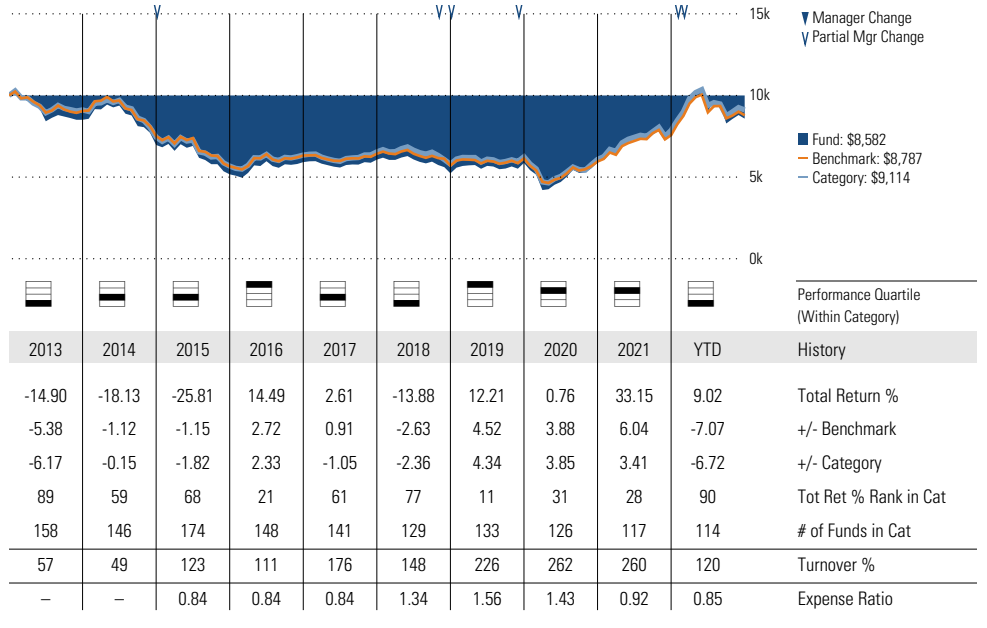 15k
▼ Manager Change
Partial Mgr Change
10k
Fund: $8,582
Benchmark: $8,787
Category: $9,114
5k
0k
Performance Quartile
(Within Category)
2013 2014 2015 2016 2017 2018 2019 2020 2021 YTD History
-14.90 -18.13 -25.81 14.49 2.61 -13.88 12.21 0.76 33.15 9.02 Total Return %
-5.38 -1.12 -1.15 2.72 0.91 -2.63 4.52 3.88 6.04 -7.07 +/- Benchmark
-6.17 -0.15 -1.82 2.33 -1.05 -2.36 4.34 3.85 3.41 -6.72 +/- Category
89 59 68 21 61 77 11 31 28 90 Tot Ret % Rank in Cat
158 146 174 148 141 129 133 126 117 114 # of Funds in Cat
57 49 123 111 176 148 226 262 260 120 Turnover %
– – 0.84 0.84 0.84 1.34 1.56 1.43 0.92 0.85 Expense Ratio